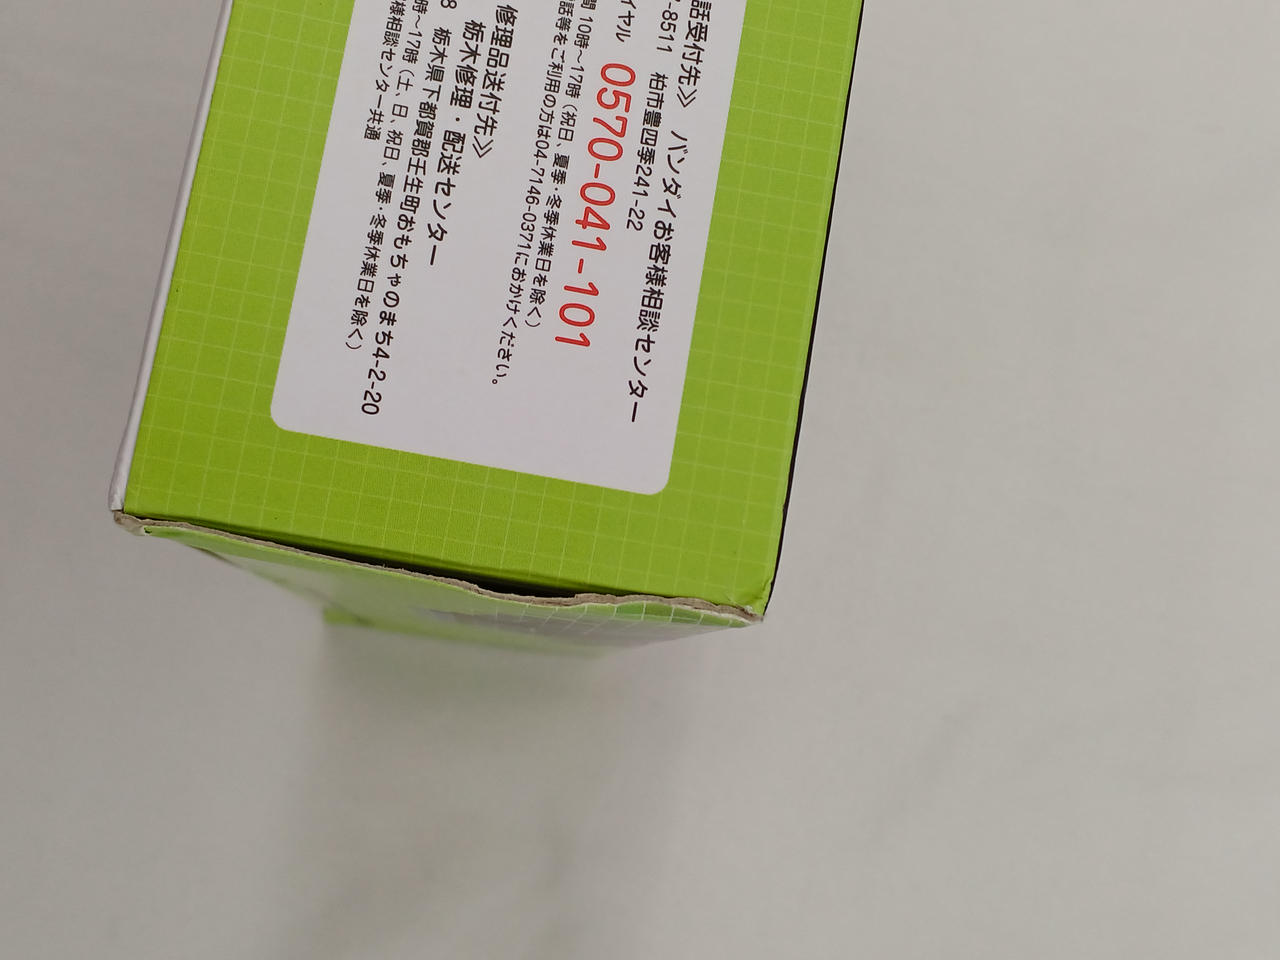 話受付先》 バンダイお客様相談センター
-8511 柏市豊四季241-22
イヤル 0570-041-101
間 10時～17時 (祝日、夏季・冬季休業日を除く)
話等をご利用の方は04-7146-0371におかけください。
修理品送付先》
栃木修理・配送センター
8 栃木県下都賀郡壬生町おもちゃのまち4-2-20
時～17時 (土、日、祝日、夏季・冬季休業日を除く)
様相談センター共通